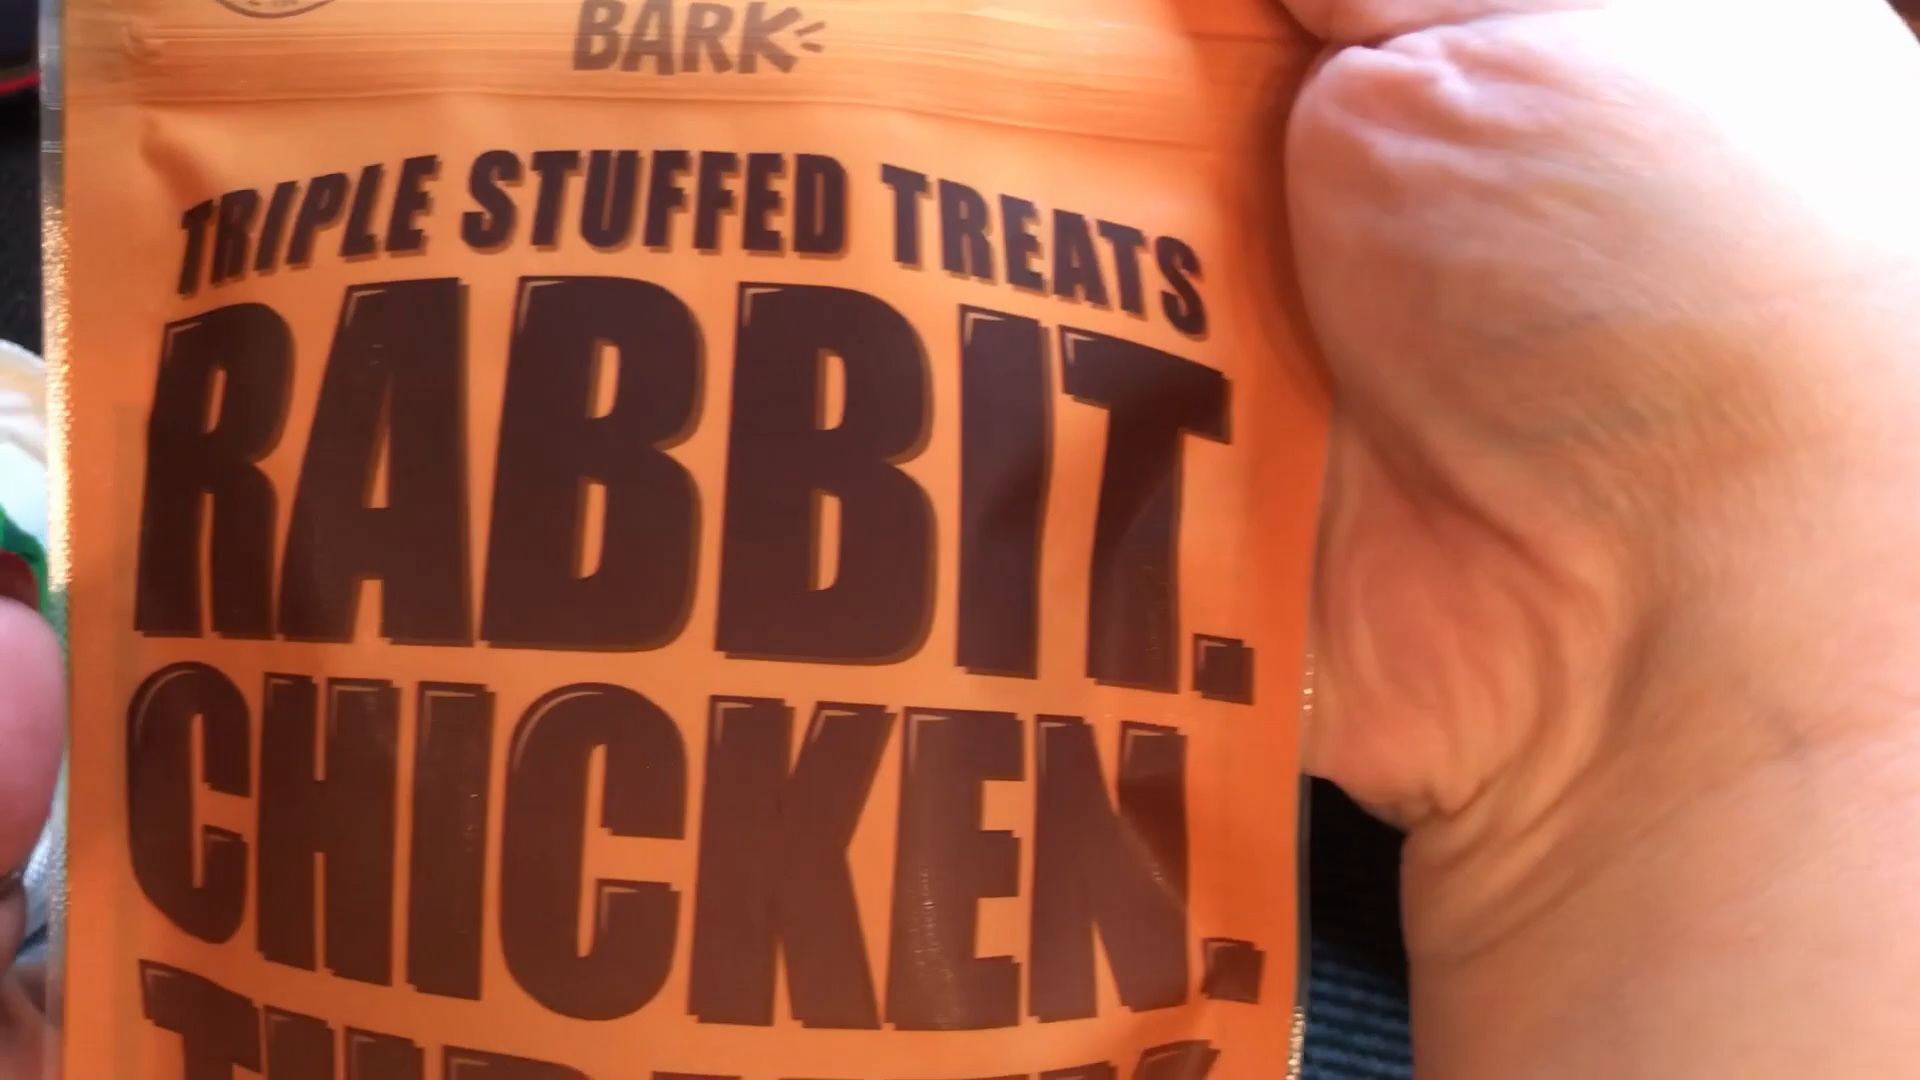 BARK
TRIPLE STUFFED TREATS
RABBIT.
CHICKEN.